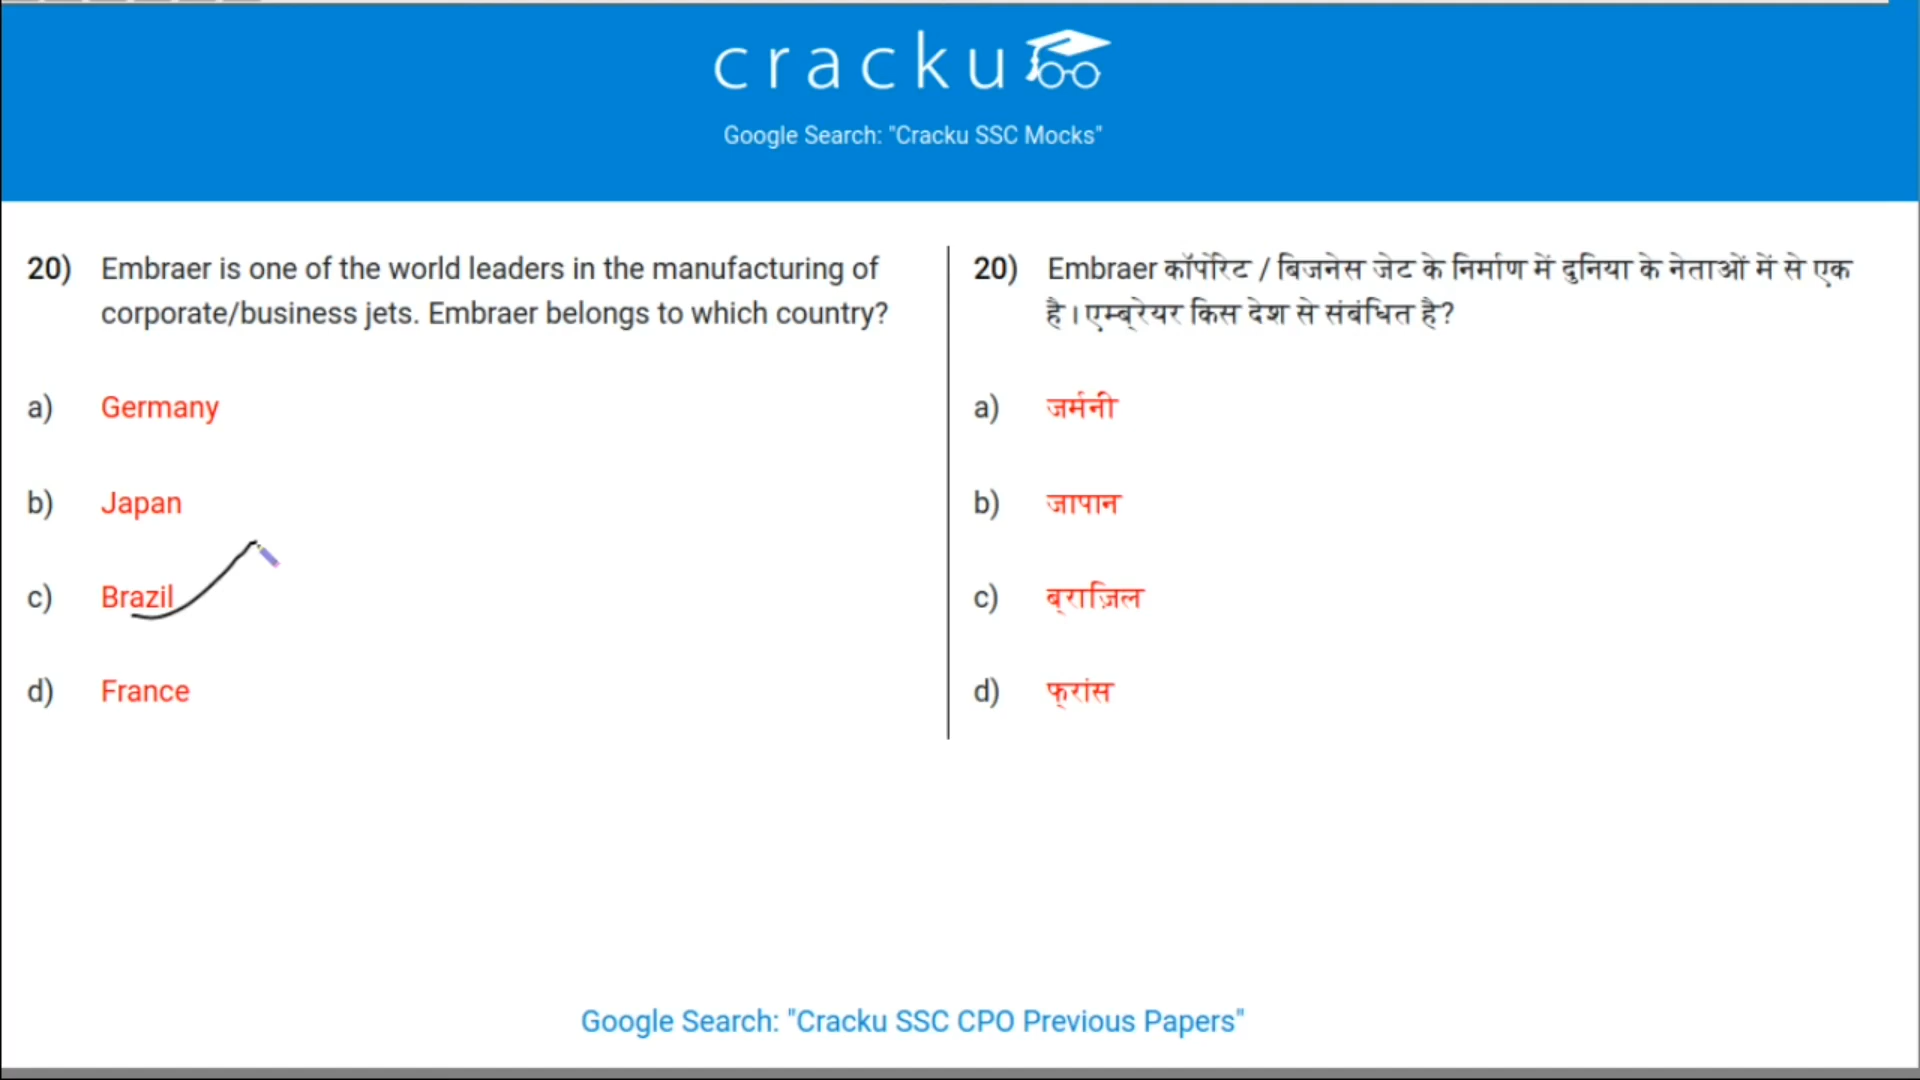 cracku
Google Search: "Cracku SSC Mocks"
20) Embraer is one of the world leaders in the manufacturing of
corporate/business jets. Embraer belongs to which country?
a) Germany
b) Japan
c) Brazil
d) France
20) Embraer कॉर्पोरेट / बिजनेस जेट के निर्माण में दुनिया के नेताओं में से एक
है। एम्ब्रेयर किस देश से संबंधित है?
a) जर्मनी
b) जापान
c) ब्राज़िल
d) फ्रांस
Google Search: "Cracku SSC CPO Previous Papers"